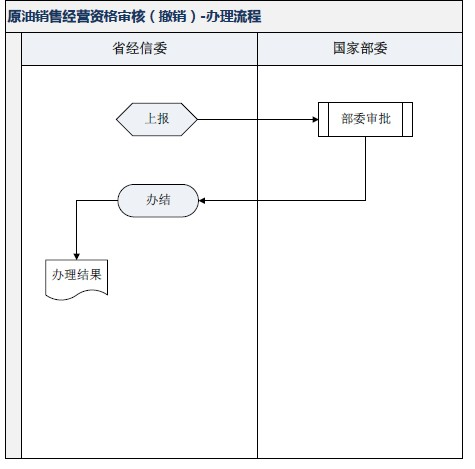 原油销售经营资格审核（撤销）-办理流程
省经信委
国家部委
上报
部委审批
办结
办理结果